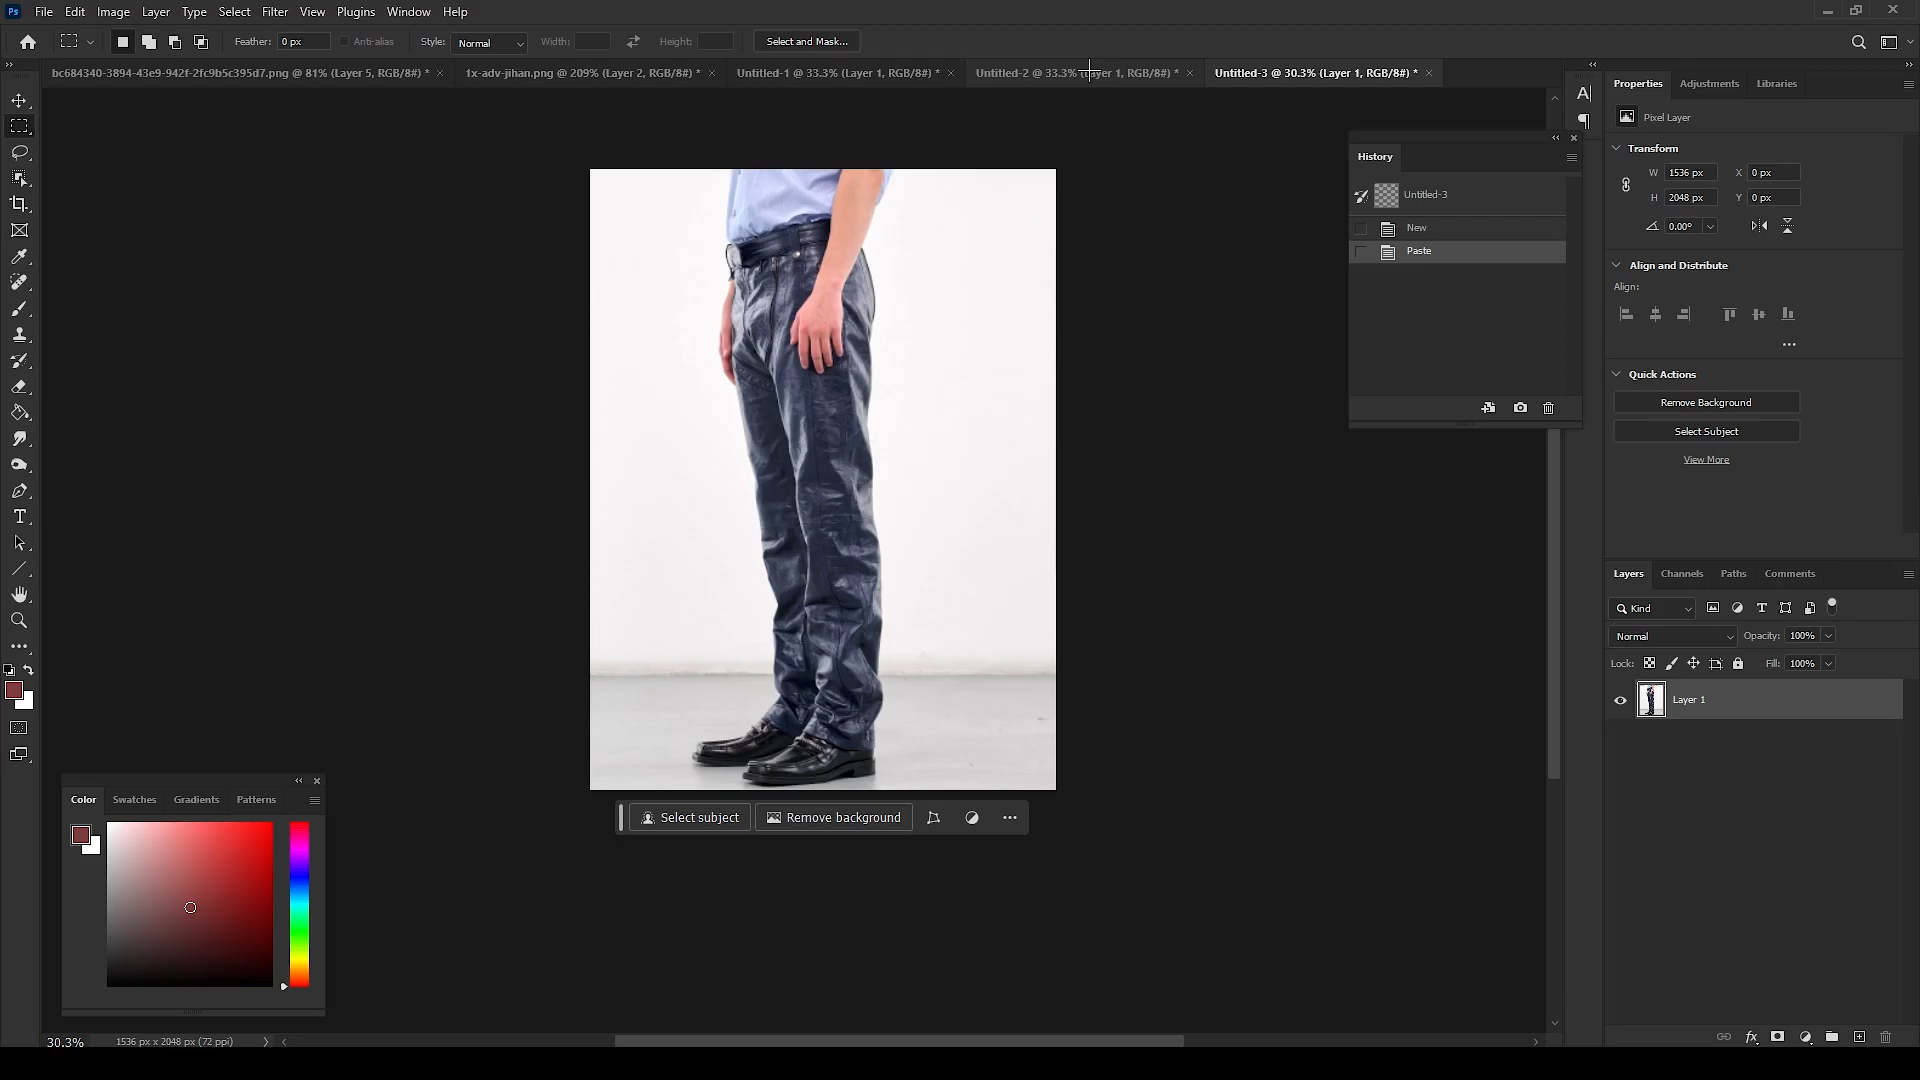 Ps File Edit Image Layer Type Select Filter View Plugins Window Help
Feather: 0 px Anti-alias Style: Normal Width: Height: Select and Mask...
bc684340-3894-43e9-942f-2fc9b5c395d7.png @ 81% (Layer 5, RGB/8#) * 1x-adv-jihan.png @ 209% (Layer 2, RGB/8#) * Untitled-1 @ 33.3% (Layer 1, RGB/8#) * Untitled-2 @ 33.3% (Layer 1, RGB/8#) * Untitled-3 @ 30.3% (Layer 1, RGB/8#) *
Properties Adjustments Libraries
Pixel Layer
Transform
W 1536 px X 0 px
H 2048 px Y 0 px
0.00°
Align and Distribute
Align:
Quick Actions
Remove Background
Select Subject
View More
History
Untitled-3
New
Paste
Layers Channels Paths Comments
Kind
Normal Opacity: 100%
Lock: Fill: 100%
Layer 1
Select subject Remove background
Color Swatches Gradients Patterns
30.3% 1536 px x 2048 px (72 ppi)